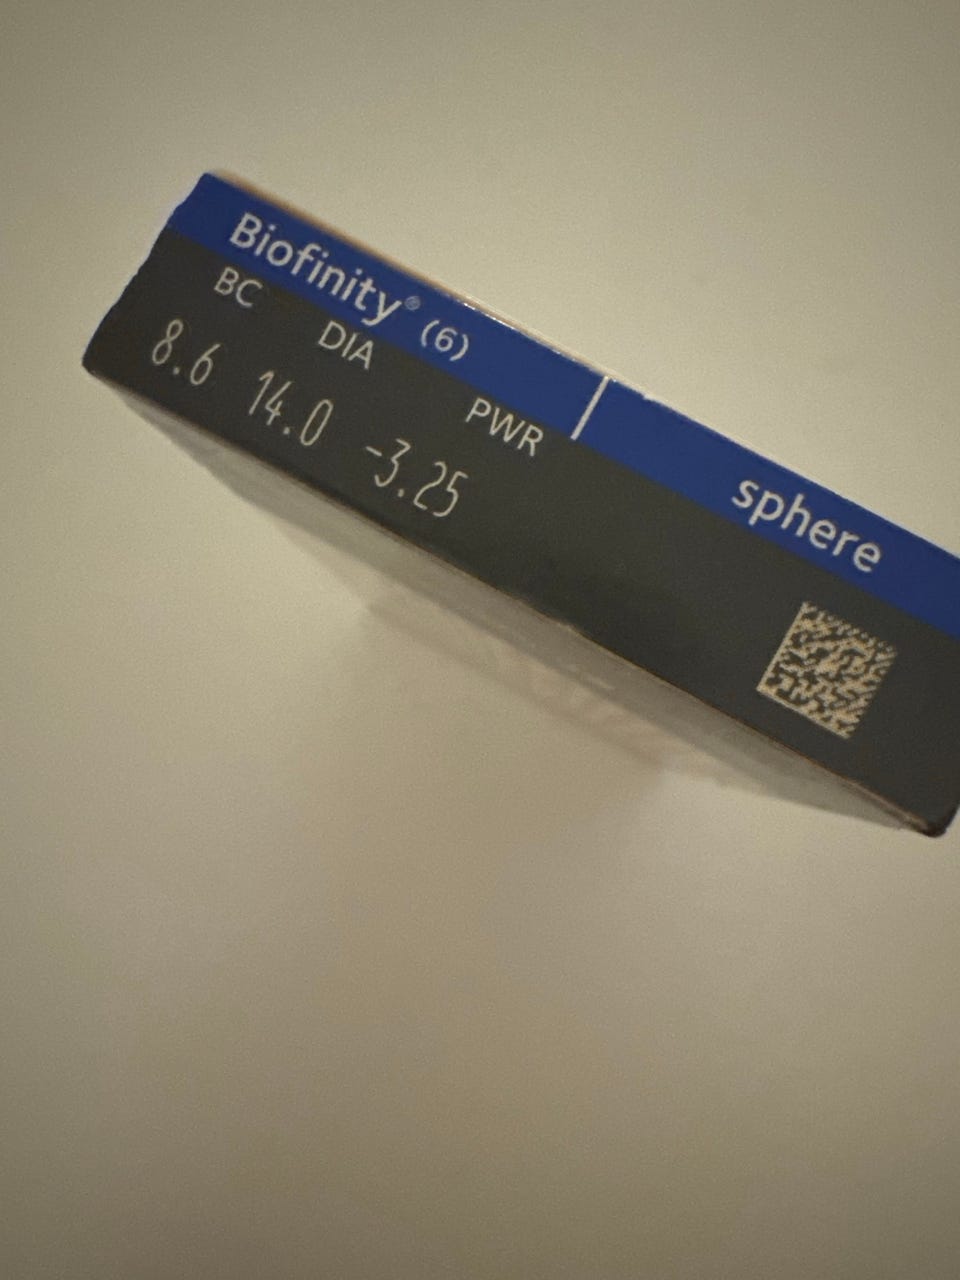 Biofinity® (6) sphere
BC DIA PWR
8.6 14.0 -3.25